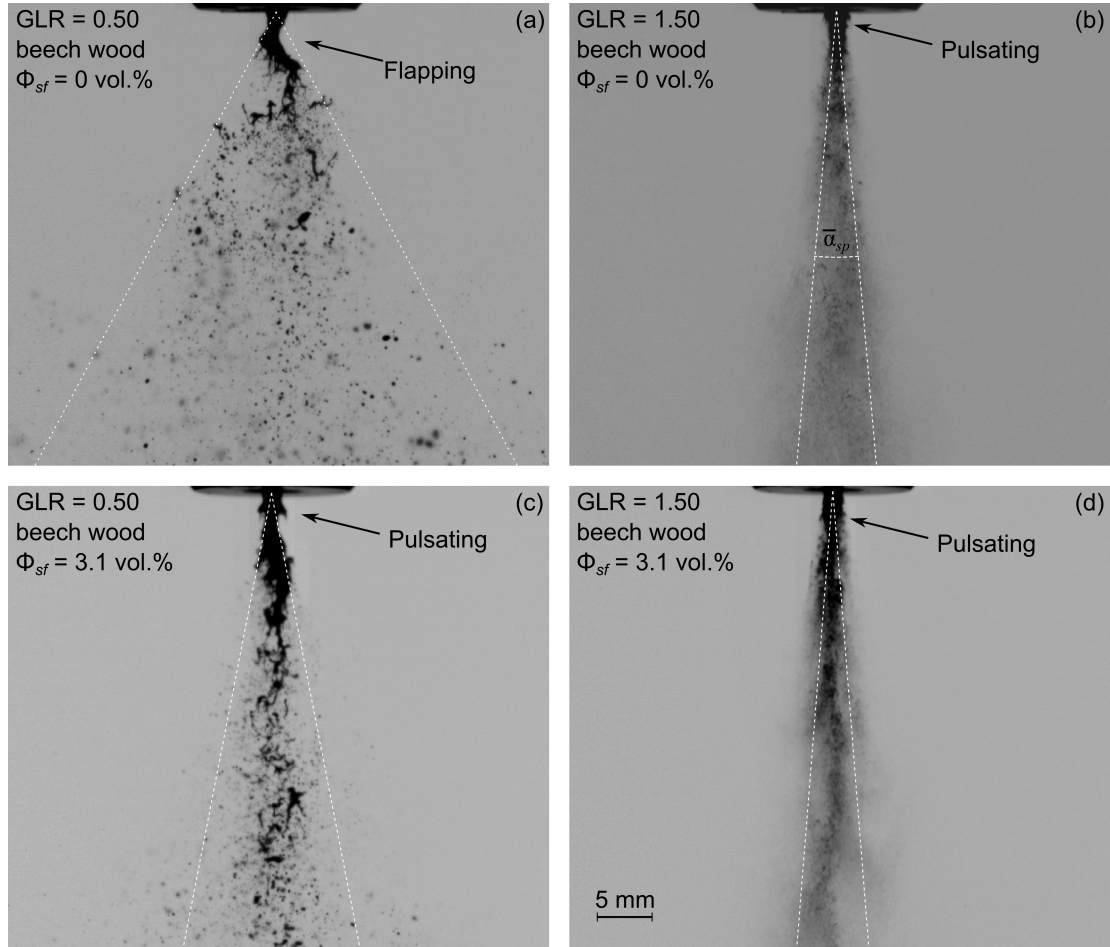 GLR = 0.50
beech wood
Φsf = 0 vol.%
(a)
Flapping
GLR = 1.50
beech wood
Φsf = 0 vol.%
(b)
Pulsating
ᾱsp
GLR = 0.50
beech wood
Φsf = 3.1 vol.%
(c)
Pulsating
GLR = 1.50
beech wood
Φsf = 3.1 vol.%
(d)
Pulsating
5 mm